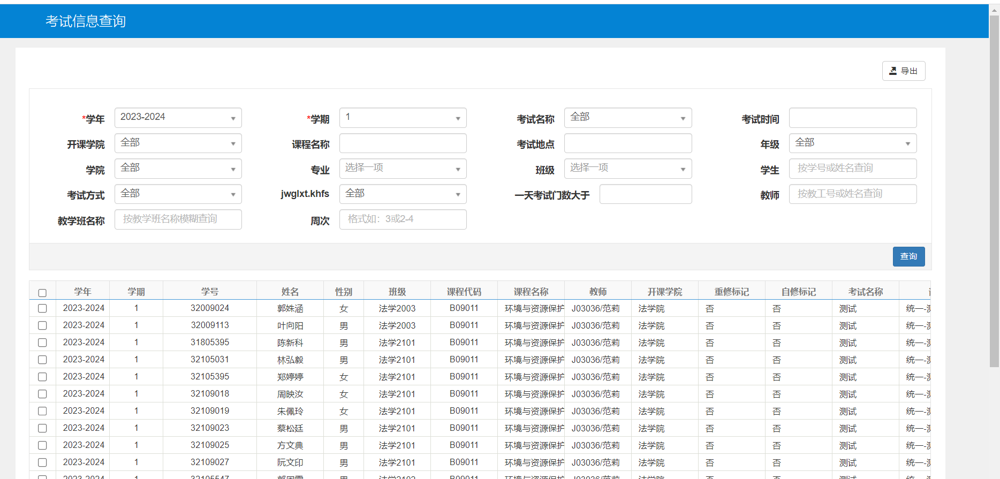 考试信息查询
导出
*学年 2023-2024 *学期 1 考试名称 全部 考试时间
开课学院 全部 课程名称 考试地点 年级 全部
学院 全部 专业 选择一项 班级 选择一项 学生 按学号或姓名查询
考试方式 全部 jwglxt.khfs 全部 一天考试门数大于 教师 按教工号或姓名查询
教学班名称 按教学班名称模糊查询 周次 格式如：3或2-4
查询
学年 学期 学号 姓名 性别 班级 课程代码 课程名称 教师 开课学院 重修标记 自修标记 考试名称
2023-2024 1 32009024 郭姝涵 女 法学2003 B09011 环境与资源保护 J03036/范莉 法学院 否 否 测试 统一-测
2023-2024 1 32009113 叶向阳 男 法学2003 B09011 环境与资源保护 J03036/范莉 法学院 否 否 测试 统一-测
2023-2024 1 31805395 陈新科 男 法学2101 B09011 环境与资源保护 J03036/范莉 法学院 否 否 测试 统一-测
2023-2024 1 32105031 林弘毅 男 法学2101 B09011 环境与资源保护 J03036/范莉 法学院 否 否 测试 统一-测
2023-2024 1 32105395 郑婷婷 女 法学2101 B09011 环境与资源保护 J03036/范莉 法学院 否 否 测试 统一-测
2023-2024 1 32109018 周映汝 女 法学2101 B09011 环境与资源保护 J03036/范莉 法学院 否 否 测试 统一-测
2023-2024 1 32109019 朱佩玲 女 法学2101 B09011 环境与资源保护 J03036/范莉 法学院 否 否 测试 统一-测
2023-2024 1 32109023 蔡松廷 男 法学2101 B09011 环境与资源保护 J03036/范莉 法学院 否 否 测试 统一-测
2023-2024 1 32109025 方文典 男 法学2101 B09011 环境与资源保护 J03036/范莉 法学院 否 否 测试 统一-测
2023-2024 1 32109027 阮文印 男 法学2101 B09011 环境与资源保护 J03036/范莉 法学院 否 否 测试 统一-测